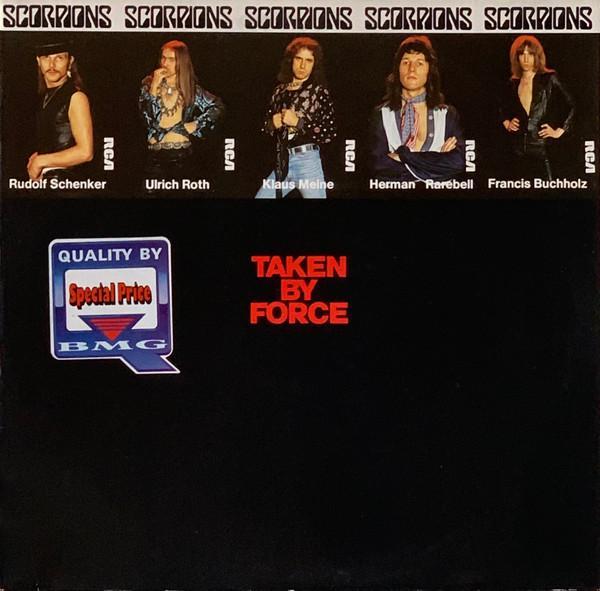 SCORPIONS SCORPIONS SCORPIONS SCORPIONS SCORPIONS
RCA RCA RCA RCA RCA
Rudolf Schenker Ulrich Roth Klaus Meine Herman Rarebell Francis Buchholz
QUALITY BY
Special Price
BMG
TAKEN
BY
FORCE